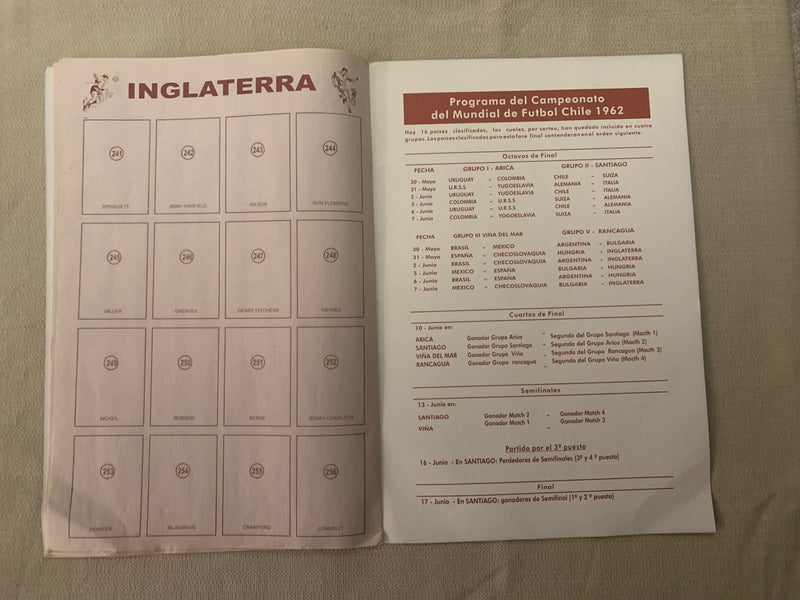 INGLATERRA
241 242 243 244
SPRINGETT JIMMY ARMFIELD WILSON RON FLOWERS
245 246 247 248
MILLER GREAVES GERRY HITCHENS HAYNES
249 250 251 252
MCNEIL ROBSON BYRNE BOBBY CHARLTON
253 254 255 256
POINTER MUSGROVE CRAWFORD CONNELLY
Programa del Campeonato
del Mundial de Futbol Chile 1962
Hay 16 paises clasificados, los cuales, por sorteo, han quedado incluido en cuatro
grupos. Los paises clasificados para esta fase final contenderán en el orden siguiente:
Octavos de Final
FECHA GRUPO I - ARICA GRUPO II - SANTIAGO
30 - Mayo URUGUAY - COLOMBIA CHILE - SUIZA
31 - Mayo U.R.S.S. - YUGOESLAVIA ALEMANIA - ITALIA
2 - Junio URUGUAY - YUGOESLAVIA CHILE - ITALIA
3 - Junio COLOMBIA - U.R.S.S SUIZA - ALEMANIA
6 - Junio URUGUAY - U.R.S.S CHILE - ALEMANIA
7 - Junio COLOMBIA - YOGOESLAVIA SUIZA - ITALIA
FECHA GRUPO III VIÑA DEL MAR GRUPO V - RANCAGUA
30 - Mayo BRASIL - MEXICO ARGENTINA - BULGARIA
31 - Mayo ESPAÑA - CHECOSLOVAQUIA HUNGRIA - INGLATERRA
2 - Junio BRASIL - CHECOSLOVAQUIA ARGENTINA - INGLATERRA
3 - Junio MEXICO - ESPAÑA BULGARIA - HUNGRIA
6 - Junio BRASIL - ESPAÑA ARGENTINA - HUNGRIA
7 - Junio MEXICO - CHECOSLOVAQUIA BULGARIA - INGLATERRA
Cuartos de Final
10 - Junio en:
ARICA Ganador Grupo Arica - Segundo del Grupo Santiago (Macth 1)
SANTIAGO Ganador Grupo Santiago - Segundo del Grupo Arica (Macth 2)
VIÑA DEL MAR Ganador Grupo Viña - Segundo del Grupo Rancagua (Macth 3)
RANCAGUA Ganador Grupo rancagua - Segundo del Grupo Viña (Macth 4)
Semifinales
13 - Junio en:
SANTIAGO Ganador Match 2 - Ganador Match 4
VIÑA Ganador Match 1 - Ganador Match 3
Partido por el 3º puesto
16 - Junio - En SANTIAGO: Perdedores de Semifinales (3º y 4 º puesto)
Final
17 - Junio - En SANTIAGO: ganadores de Semifinal (1º y 2 º puesto)